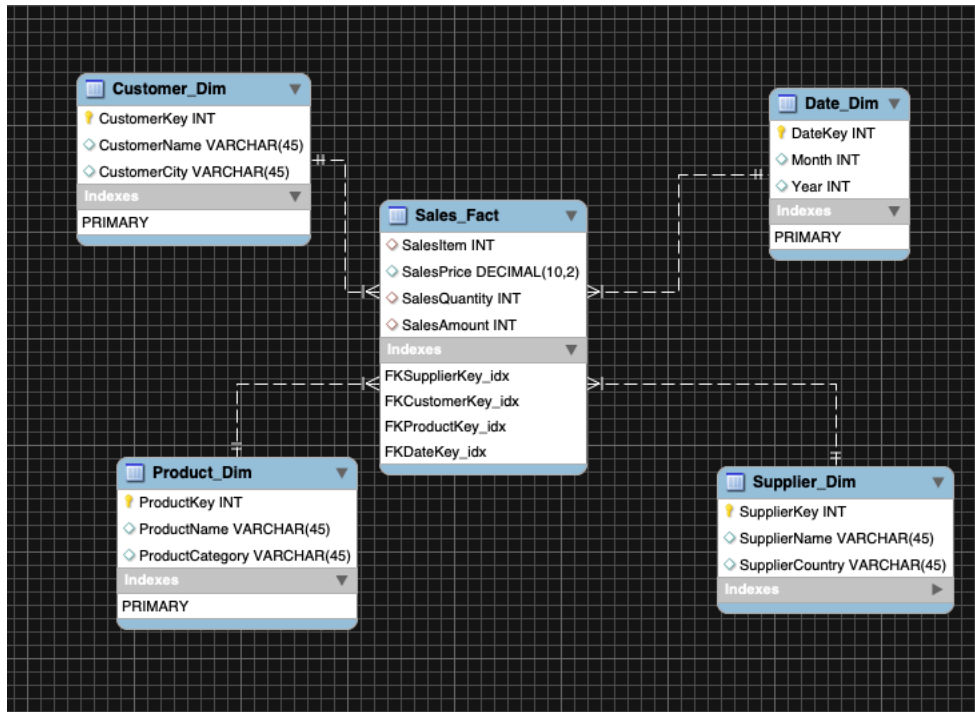 Customer_Dim
CustomerKey INT
CustomerName VARCHAR(45)
CustomerCity VARCHAR(45)
Indexes
PRIMARY
Date_Dim
DateKey INT
Month INT
Year INT
Indexes
PRIMARY
Sales_Fact
SalesItem INT
SalesPrice DECIMAL(10,2)
SalesQuantity INT
SalesAmount INT
Indexes
FKSupplierKey_idx
FKCustomerKey_idx
FKProductKey_idx
FKDateKey_idx
Product_Dim
ProductKey INT
ProductName VARCHAR(45)
ProductCategory VARCHAR(45)
Indexes
PRIMARY
Supplier_Dim
SupplierKey INT
SupplierName VARCHAR(45)
SupplierCountry VARCHAR(45)
Indexes